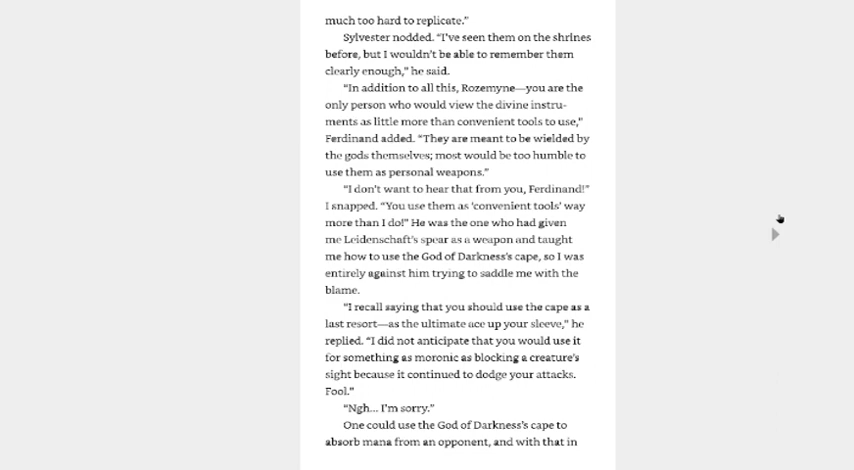 much too hard to replicate.”
Sylvester nodded. “I’ve seen them on the shrines
before, but I wouldn’t be able to remember them
clearly enough,” he said.
“In addition to all this, Rozemyne—you are the
only person who would view the divine instru-
ments as little more than convenient tools to use,”
Ferdinand added. “They are meant to be wielded by
the gods themselves; most would be too humble to
use them as personal weapons.”
“I don’t want to hear that from you, Ferdinand!”
I snapped. “You use them as ‘convenient tools’ way
more than I do!” He was the one who had given
me Leidenschaft’s spear as a weapon and taught
me how to use the God of Darkness’s cape, so I was
entirely against him trying to saddle me with the
blame.
“I recall saying that you should use the cape as a
last resort—as the ultimate ace up your sleeve,” he
replied. “I did not anticipate that you would use it
for something as moronic as blocking a creature’s
sight because it continued to dodge your attacks.
Fool.”
“Ngh... I’m sorry.”
One could use the God of Darkness’s cape to
absorb mana from an opponent, and with that in